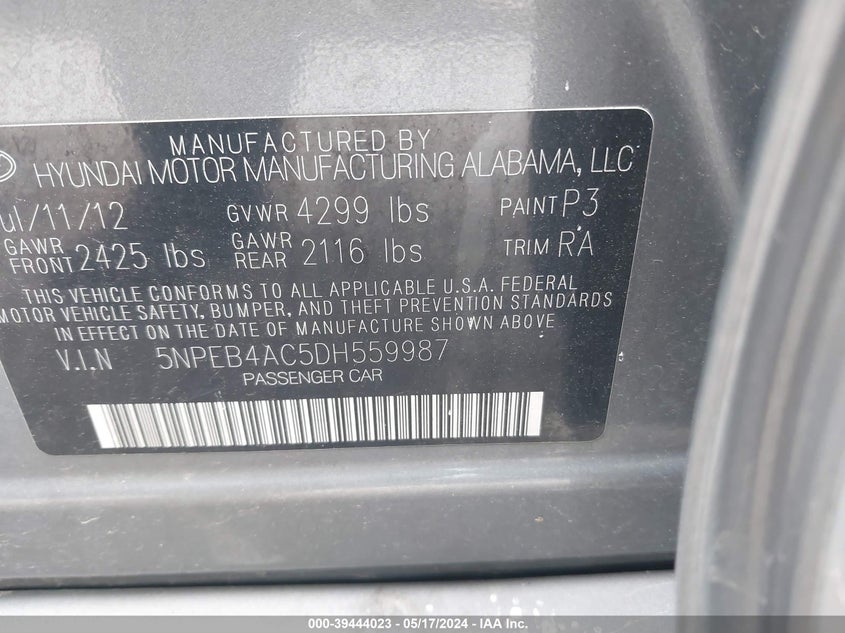 MANUFACTURED BY
HYUNDAI MOTOR MANUFACTURING ALABAMA, LLC
ul/11/12 GVWR 4299 lbs PAINT P3
GAWR FRONT 2425 lbs GAWR REAR 2116 lbs TRIM RA
THIS VEHICLE CONFORMS TO ALL APPLICABLE U.S.A. FEDERAL
MOTOR VEHICLE SAFETY, BUMPER, AND THEFT PREVENTION STANDARDS
IN EFFECT ON THE DATE OF MANUFACTURE SHOWN ABOVE
V.I.N 5NPEB4AC5DH559987
PASSENGER CAR
000-39444023 - 05/17/2024 - IAA Inc.